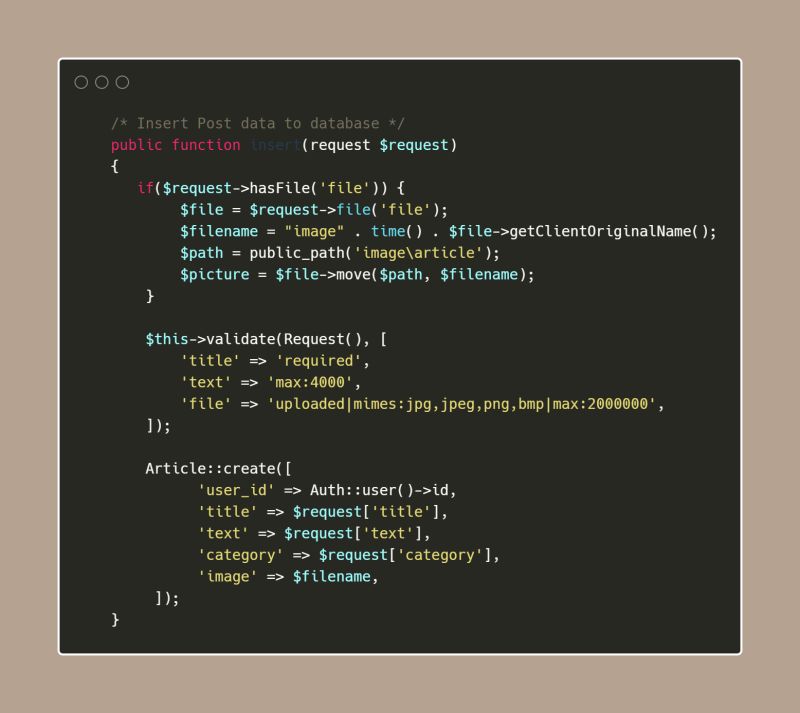 /* Insert Post data to database */
public function insert(request $request)
{
if($request->hasFile('file')) {
$file = $request->file('file');
$filename = "image" . time() . $file->getClientOriginalName();
$path = public_path('image\article');
$picture = $file->move($path, $filename);
}
$this->validate(Request(), [
'title' => 'required',
'text' => 'max:4000',
'file' => 'uploaded|mimes:jpg,jpeg,png,bmp|max:2000000',
]);
Article::create([
'user_id' => Auth::user()->id,
'title' => $request['title'],
'text' => $request['text'],
'category' => $request['category'],
'image' => $filename,
]);
}